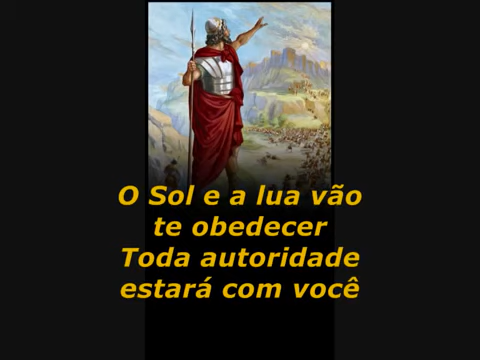 O Sol e a lua vão
te obedecer
Toda autoridade
estará com você